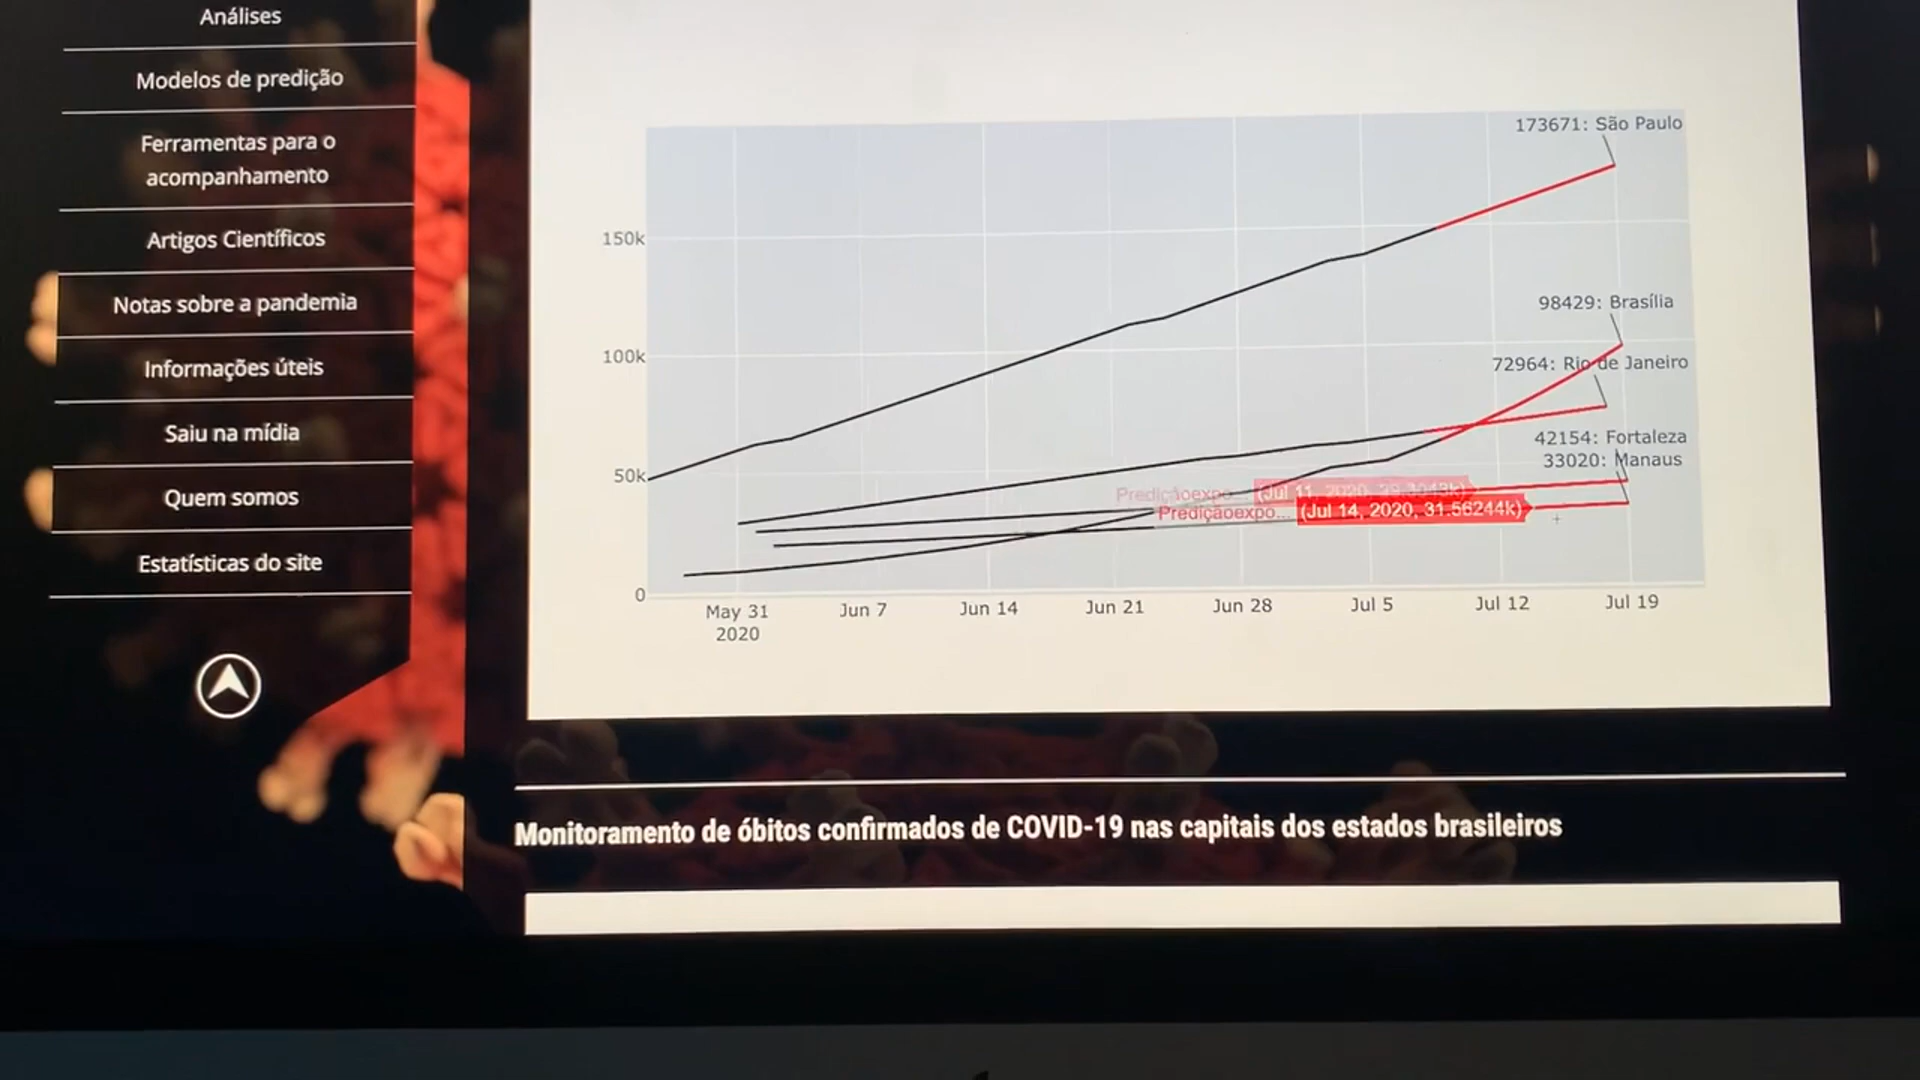 Análises
Modelos de predição
Ferramentas para o
acompanhamento
Artigos Científicos
Notas sobre a pandemia
Informações úteis
Saiu na mídia
Quem somos
Estatísticas do site
173671: São Paulo
150k
98429: Brasília
100k
72964: Rio de Janeiro
42154: Fortaleza
33020: Manaus
50k
Prediçãoexpo... (Jul 11, 2020,
Prediçãoexpo... (Jul 14, 2020, 31.56244k)
0
May 31 Jun 7 Jun 14 Jun 21 Jun 28 Jul 5 Jul 12 Jul 19
2020
Monitoramento de óbitos confirmados de COVID-19 nas capitais dos estados brasileiros